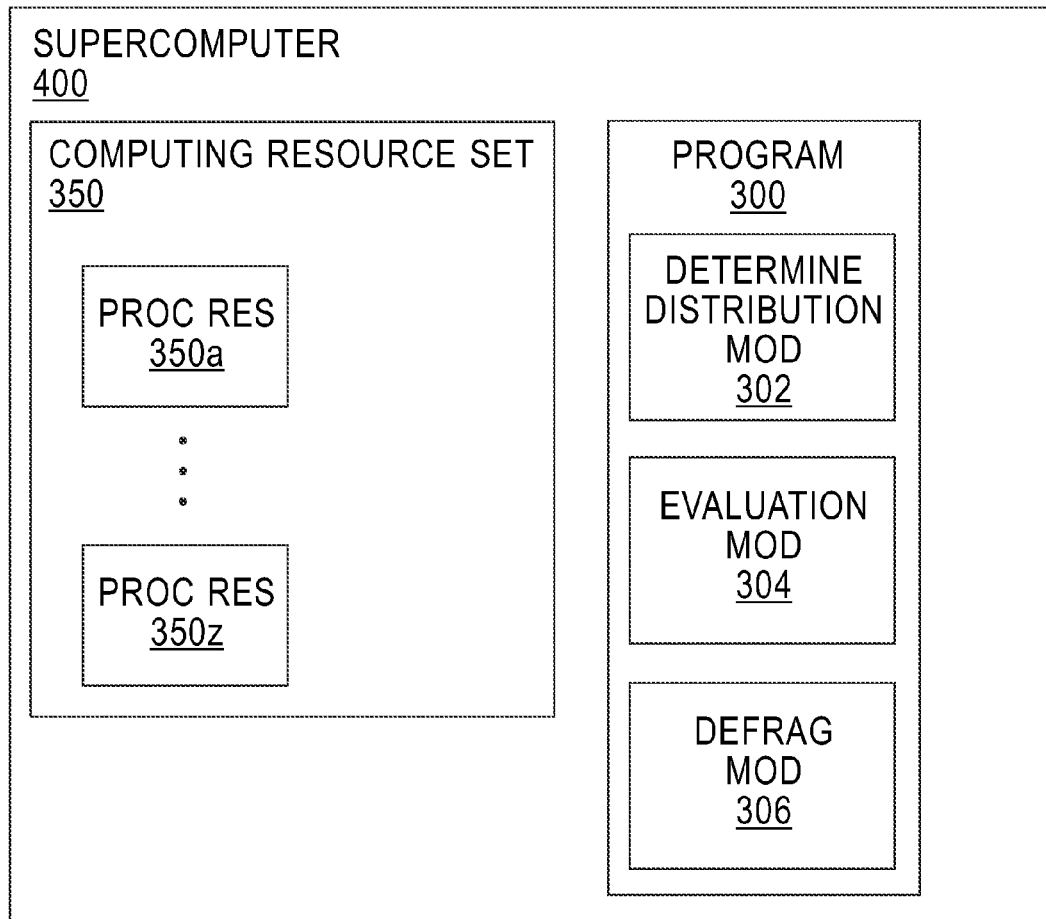 SUPERCOMPUTER
400
COMPUTING RESOURCE SET
350
PROC RES
350a
PROC RES
350z
PROGRAM
300
DETERMINE
DISTRIBUTION
MOD
302
EVALUATION
MOD
304
DEFRAG
MOD
306